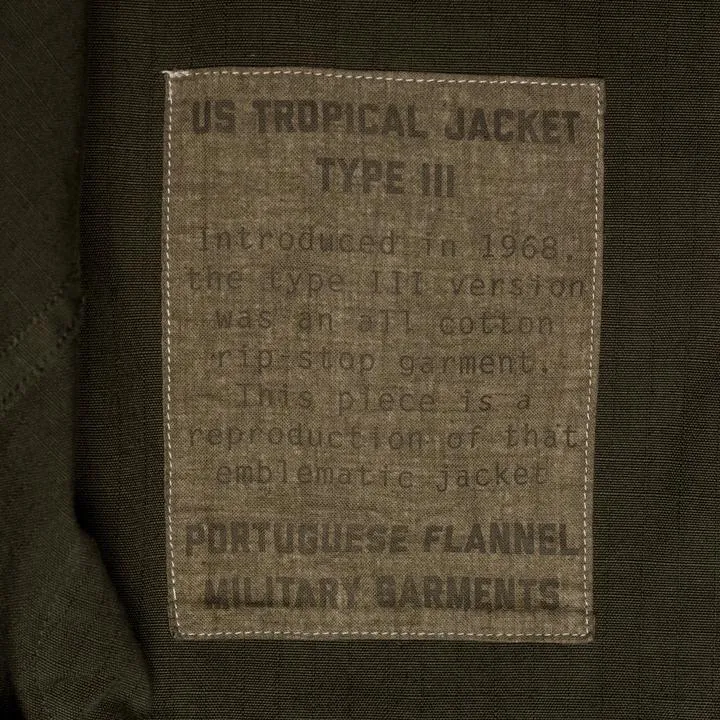 US TROPICAL JACKET
TYPE III
Introduced in 1968,
the type III version
was an all cotton
rip-stop garment.
This piece is a
reproduction of that
emblematic jacket
PORTUGUESE FLANNEL
MILITARY GARMENTS